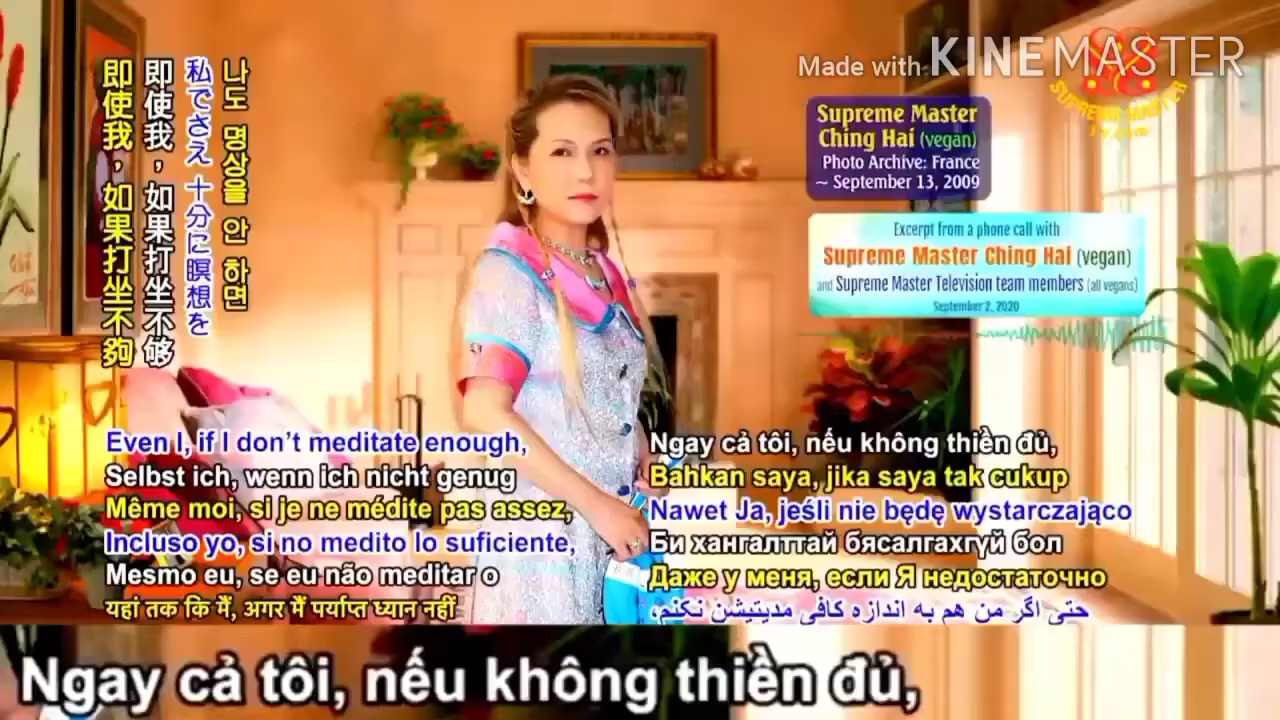 Made with KINEMASTER
SUPREME MASTER
Supreme Master
Ching Hai (vegan)
Photo Archive: France
~ September 13, 2009
Excerpt from a phone call with
Supreme Master Ching Hai (vegan)
and Supreme Master Television team members (all vegans)
September 2, 2020
나도 명상을 안 하면
私でさえ 十分に瞑想を
即使我，如果打坐不够
即使我，如果打坐不夠
Even I, if I don't meditate enough,
Selbst ich, wenn ich nicht genug
Même moi, si je ne médite pas assez,
Incluso yo, si no medito lo suficiente,
Mesmo eu, se eu não meditar o
यहां तक कि मैं, अगर मैं पर्याप्त ध्यान नहीं
Ngay cả tôi, nếu không thiền đủ,
Bahkan saya, jika saya tak cukup
Nawet Ja, jeśli nie będę wystarczająco
Би хангалттай бясалгахгүй бол
Даже у меня, если Я недостаточно
حتی اگر من هم به اندازه کافی مدیتیشن نکنم،
Ngay cả tôi, nếu không thiền đủ,